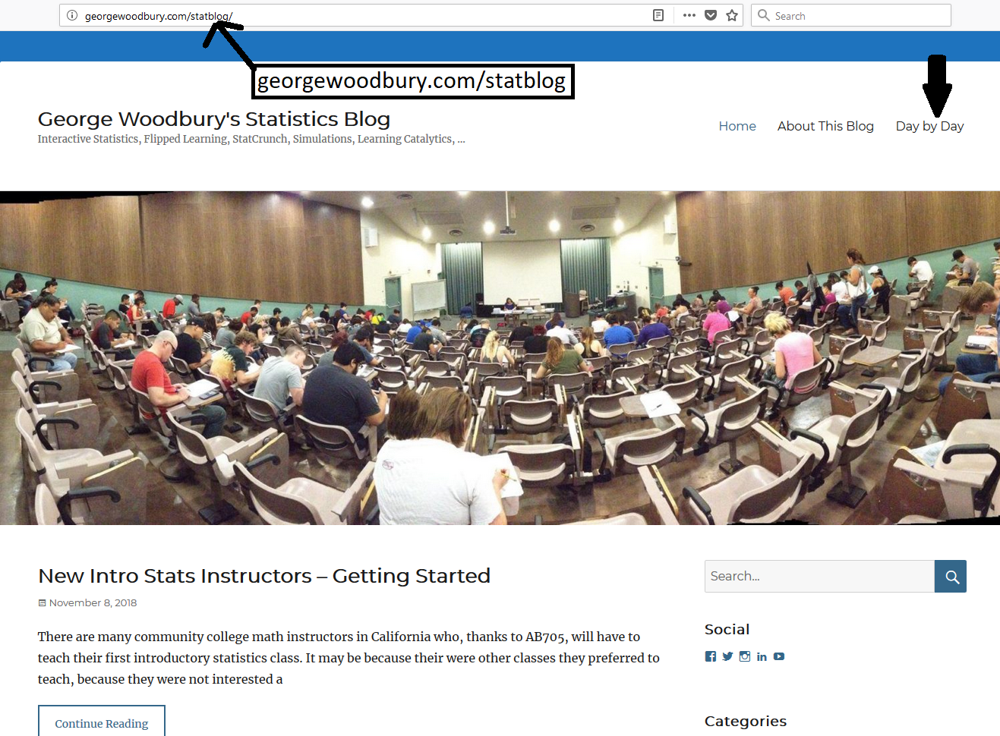 georgewoodbury.com/statblog/
Search
georgewoodbury.com/statblog
George Woodbury's Statistics Blog
Interactive Statistics, Flipped Learning, StatCrunch, Simulations, Learning Catalytics, ...
Home About This Blog Day by Day
New Intro Stats Instructors – Getting Started
November 8, 2018
There are many community college math instructors in California who, thanks to AB705, will have to
teach their first introductory statistics class. It may be because their were other classes they preferred to
teach, because they were not interested a
Continue Reading
Search...
Social
Categories